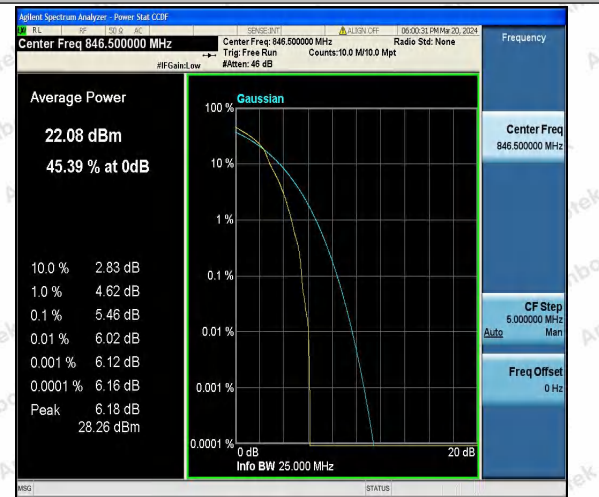 Agilent Spectrum Analyzer - Power Stat CCDF
RL RF 50 Ω AC SENSE:INT ALIGN OFF 06:00:31 PM Mar 20, 2024
Center Freq 846.500000 MHz
Center Freq: 846.500000 MHz Radio Std: None
Trig: Free Run Counts:10.0 M/10.0 Mpt
#IFGain:Low #Atten: 46 dB
Frequency
Average Power
22.08 dBm
45.39 % at 0dB
10.0 % 2.83 dB
1.0 % 4.62 dB
0.1 % 5.46 dB
0.01 % 6.02 dB
0.001 % 6.12 dB
0.0001 % 6.16 dB
Peak 6.18 dB
28.26 dBm
Gaussian
100 %
10 %
1 %
0.1 %
0.01 %
0.001 %
0.0001 %
0 dB 20 dB
Info BW 25.000 MHz
Center Freq
846.500000 MHz
CF Step
5.000000 MHz
Auto Man
Freq Offset
0 Hz
MSG STATUS